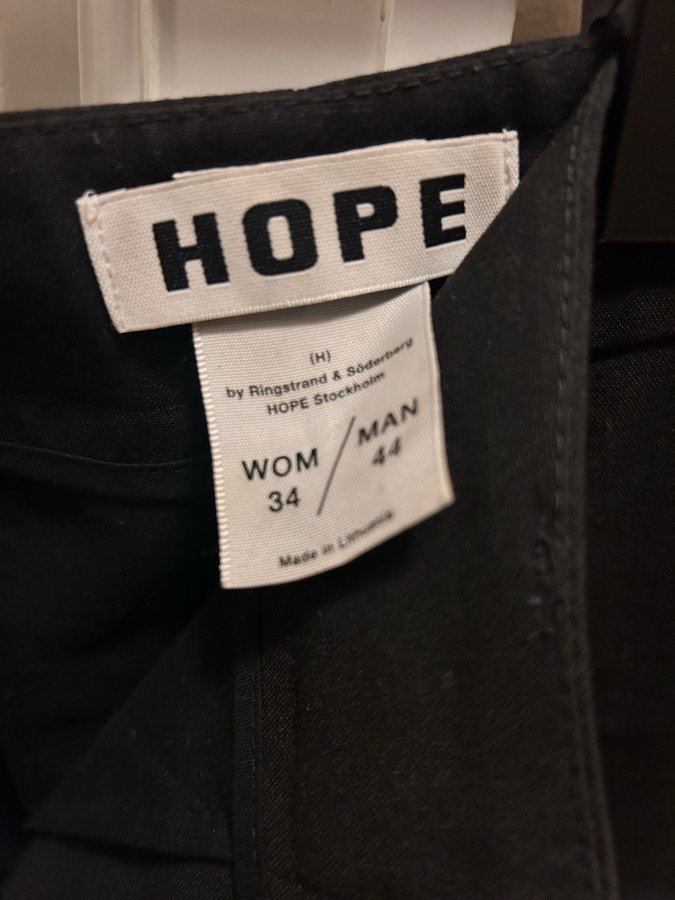 HOPE
(H)
by Ringstrand & Söderberg
HOPE Stockholm
WOM / MAN
34 44
Made in Lithuania